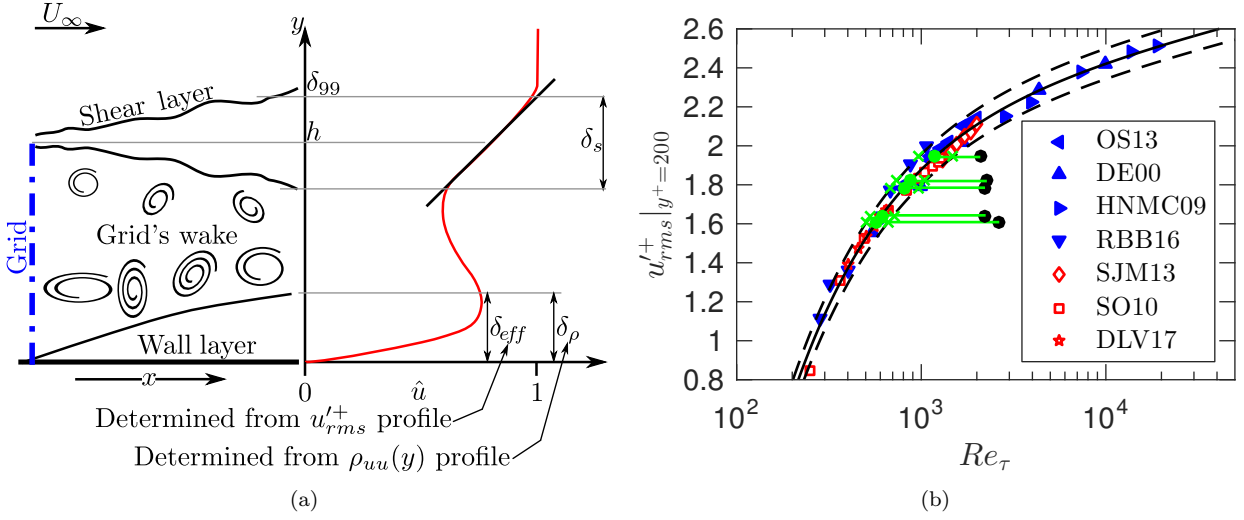 U∞
y
δ99
Shear layer
h
δs
Grid
Grid's wake
δeff
δρ
Wall layer
x
0
û
1
Determined from u′+rms profile
Determined from ρuu(y) profile
(a)
u′+rms|y+=200
2.6
2.4
2.2
2
1.8
1.6
1.4
1.2
1
0.8
OS13
DE00
HNMC09
RBB16
SJM13
SO10
DLV17
10^2
10^3
10^4
Reτ
(b)